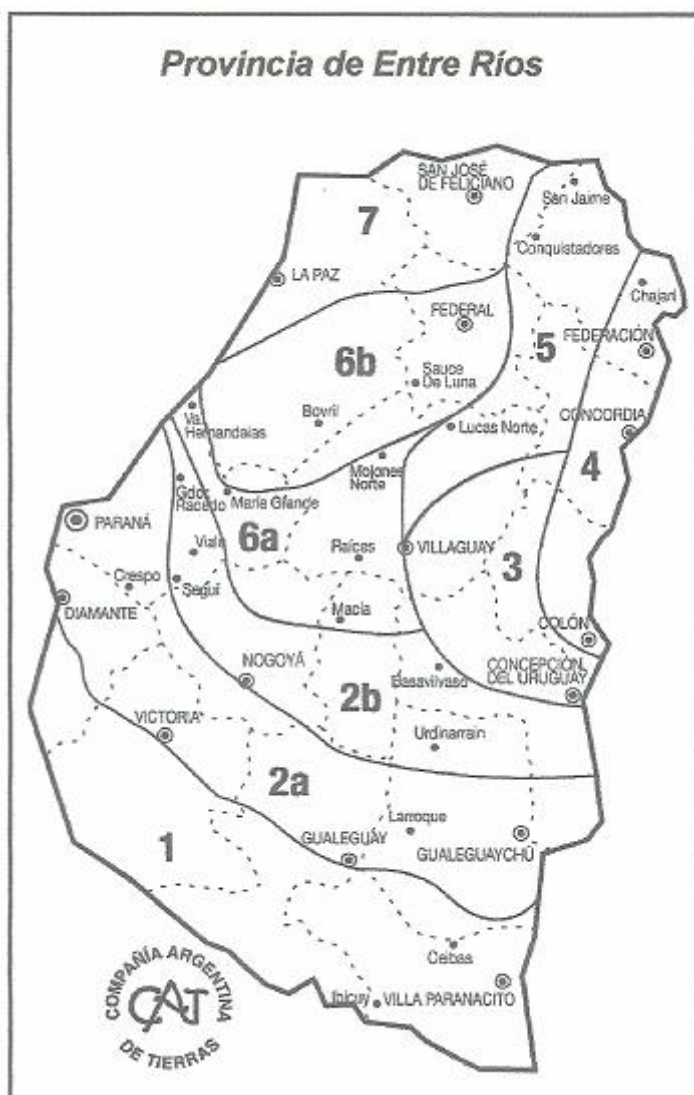 Provincia de Entre Ríos
SAN JOSÉ
DE FELICIANO
San Jaime
7
Conquistadores
LA PAZ
Chajarí
FEDERAL
FEDERACIÓN
5
6b
Sauce
De Luna
Va.
Hernandaias
Bovril
Lucas Norte
CONCORDIA
4
Mojones
Norte
Gdor.
Racedo
María Grande
PARANÁ
6a
Viale
Raíces
VILLAGUAY
3
Crespo
Seguí
DIAMANTE
Macía
COLÓN
NOGOYÁ
Basavilvaso
CONCEPCIÓN
DEL URUGUAY
2b
VICTORIA
Urdinarrain
2a
Larroque
1
GUALEGUAY
GUALEGUAYCHÚ
Ceibas
Ibicuy
VILLA PARANACITO
COMPAÑÍA ARGENTINA
CAT
DE TIERRAS